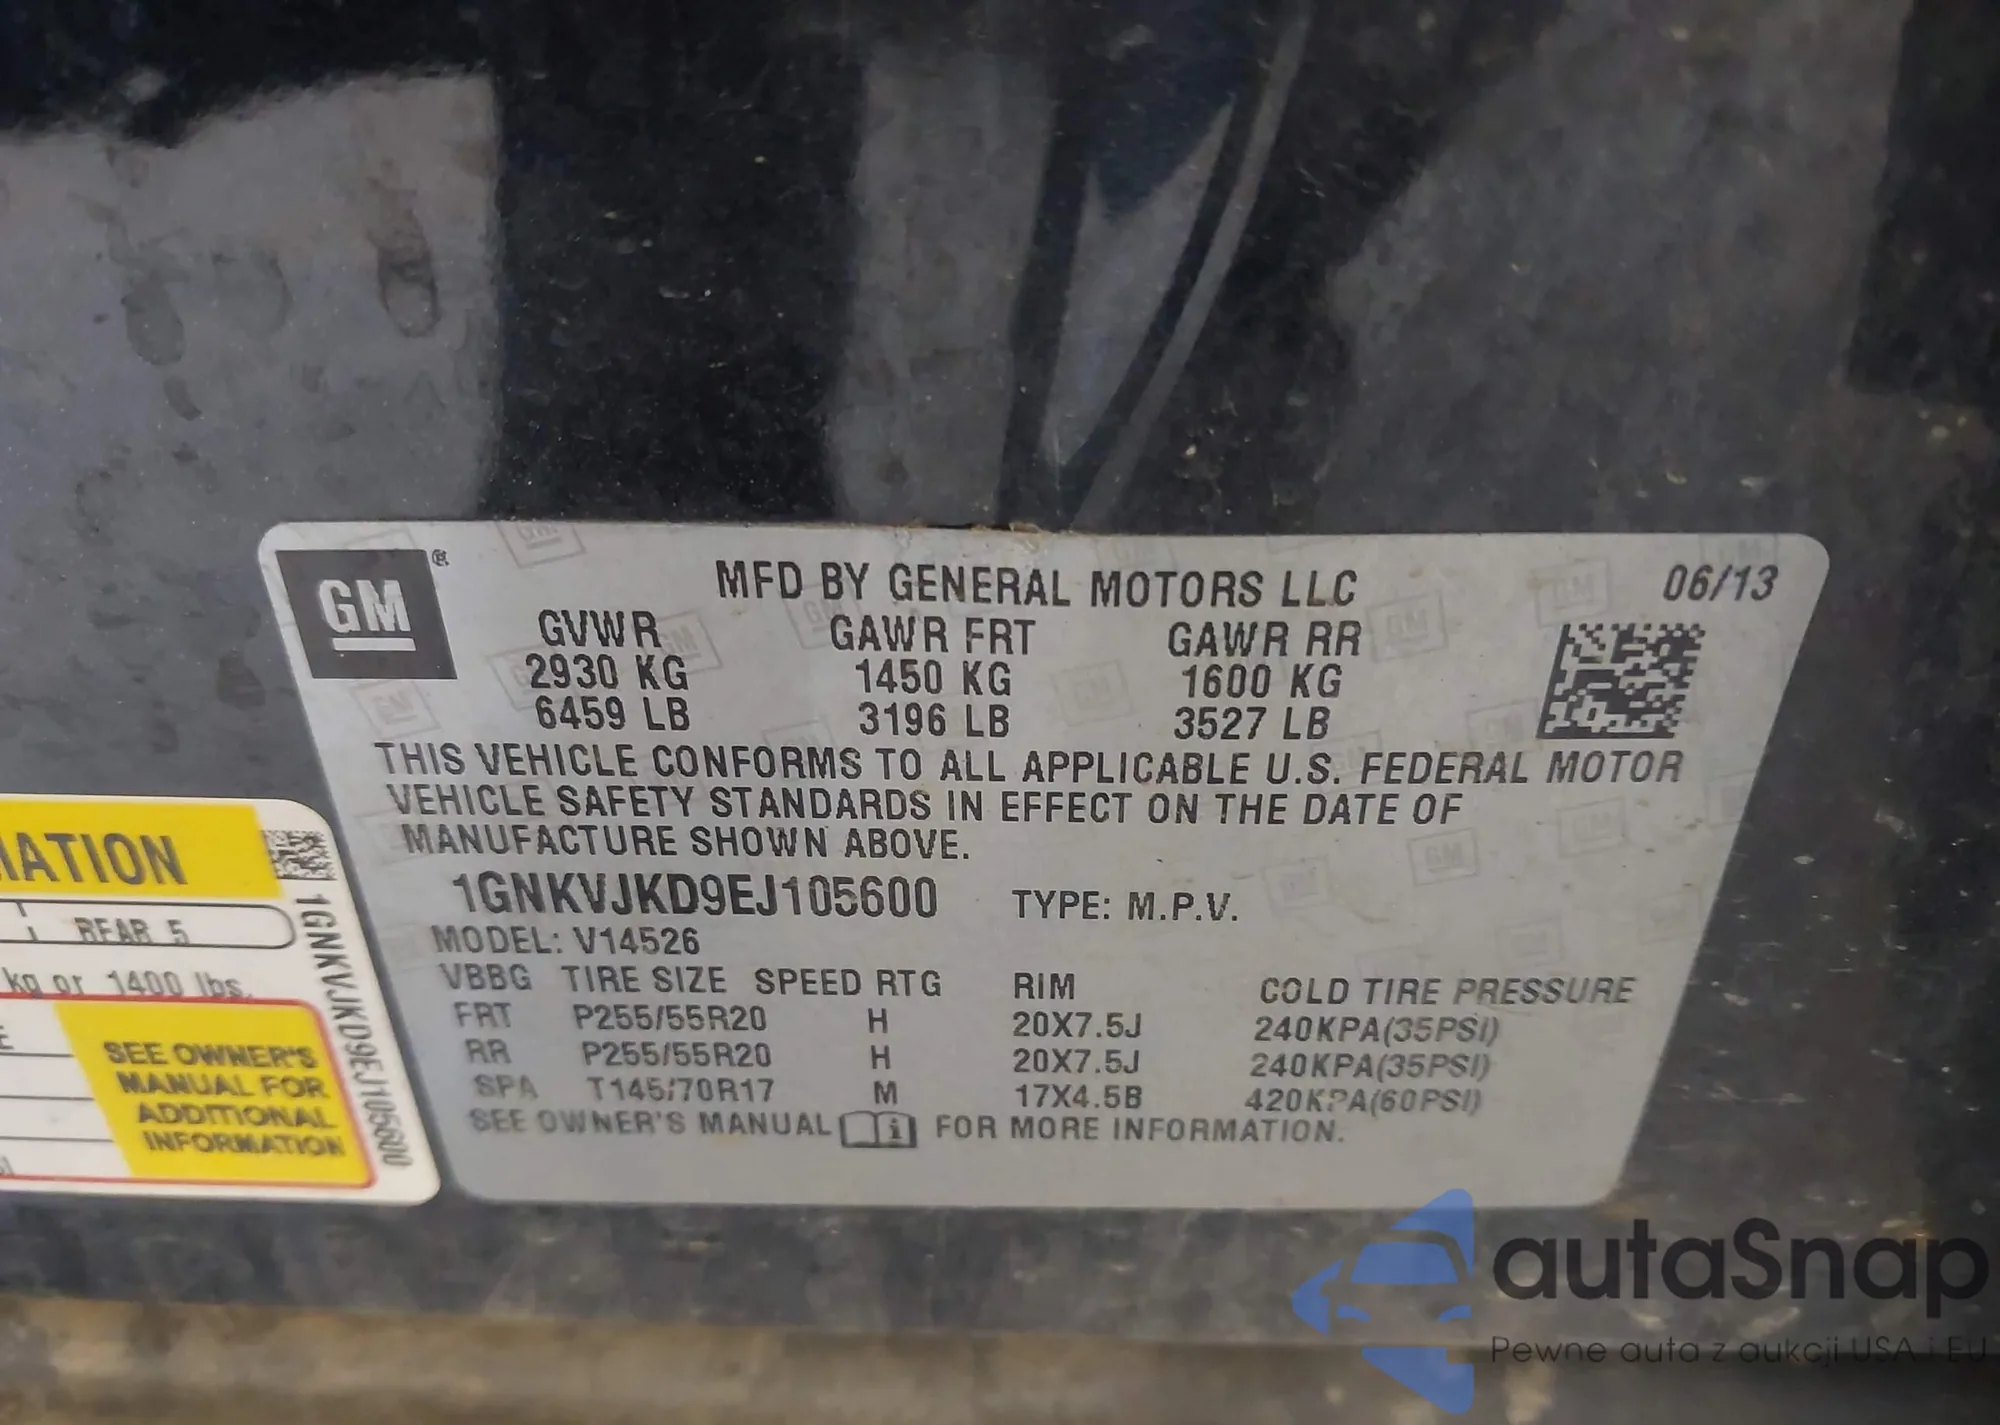 GM
MFD BY GENERAL MOTORS LLC
06/13
GVWR GAWR FRT GAWR RR
2930 KG 1450 KG 1600 KG
6459 LB 3196 LB 3527 LB
THIS VEHICLE CONFORMS TO ALL APPLICABLE U.S. FEDERAL MOTOR
VEHICLE SAFETY STANDARDS IN EFFECT ON THE DATE OF
MANUFACTURE SHOWN ABOVE.
1GNKVJKD9EJ105600 TYPE: M.P.V.
MODEL: V14526
VBBG TIRE SIZE SPEED RTG RIM COLD TIRE PRESSURE
FRT P255/55R20 H 20X7.5J 240KPA(35PSI)
RR P255/55R20 H 20X7.5J 240KPA(35PSI)
SPA T145/70R17 M 17X4.5B 420KPA(60PSI)
SEE OWNER'S MANUAL i FOR MORE INFORMATION.
REAR 5
kg or 1400 lbs.
SEE OWNER'S
MANUAL FOR
ADDITIONAL
INFORMATION
1GNKVJKD9EJ105600
autaSnap
Pewne auta z aukcji USA i EU